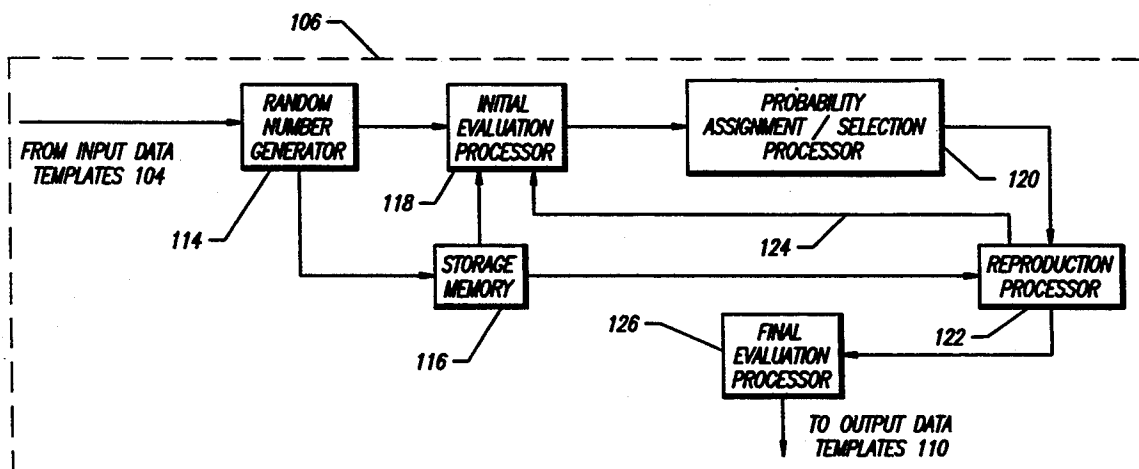 106
RANDOM
NUMBER
GENERATOR
INITIAL
EVALUATION
PROCESSOR
PROBABILITY
ASSIGNMENT / SELECTION
PROCESSOR
FROM INPUT DATA
TEMPLATES 104
118
120
114
124
STORAGE
MEMORY
REPRODUCTION
PROCESSOR
116
126
FINAL
EVALUATION
PROCESSOR
122
TO OUTPUT DATA
TEMPLATES 110